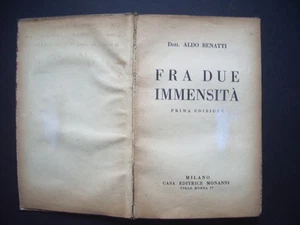 Dott. ALDO BENATTI
FRA DUE
IMMENSITÀ
PRIMA EDIZIONE
MILANO
CASA EDITRICE MONANNI
VIALE MONZA